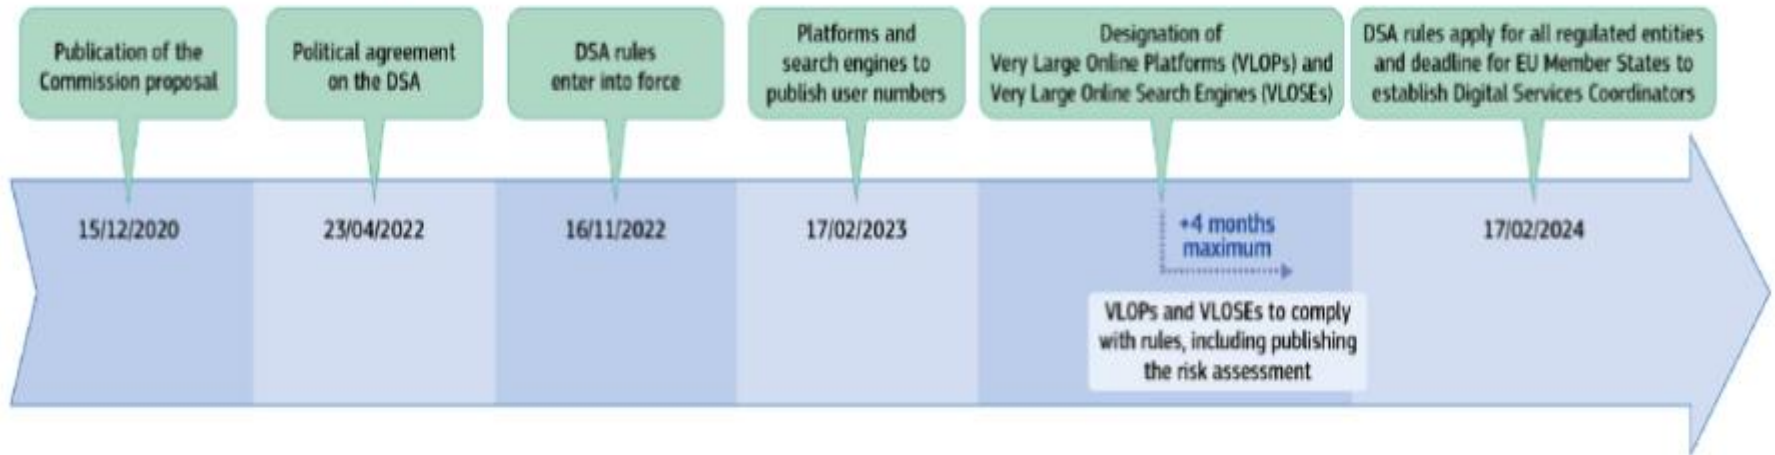 Publication of the
Commission proposal
Political agreement
on the DSA
DSA rules
enter into force
Platforms and
search engines to
publish user numbers
Designation of
Very Large Online Platforms (VLOPs) and
Very Large Online Search Engines (VLOSEs)
DSA rules apply for all regulated entities
and deadline for EU Member States to
establish Digital Services Coordinators
15/12/2020
23/04/2022
16/11/2022
17/02/2023
+4 months
maximum
17/02/2024
VLOPs and VLOSEs to comply
with rules, including publishing
the risk assessment